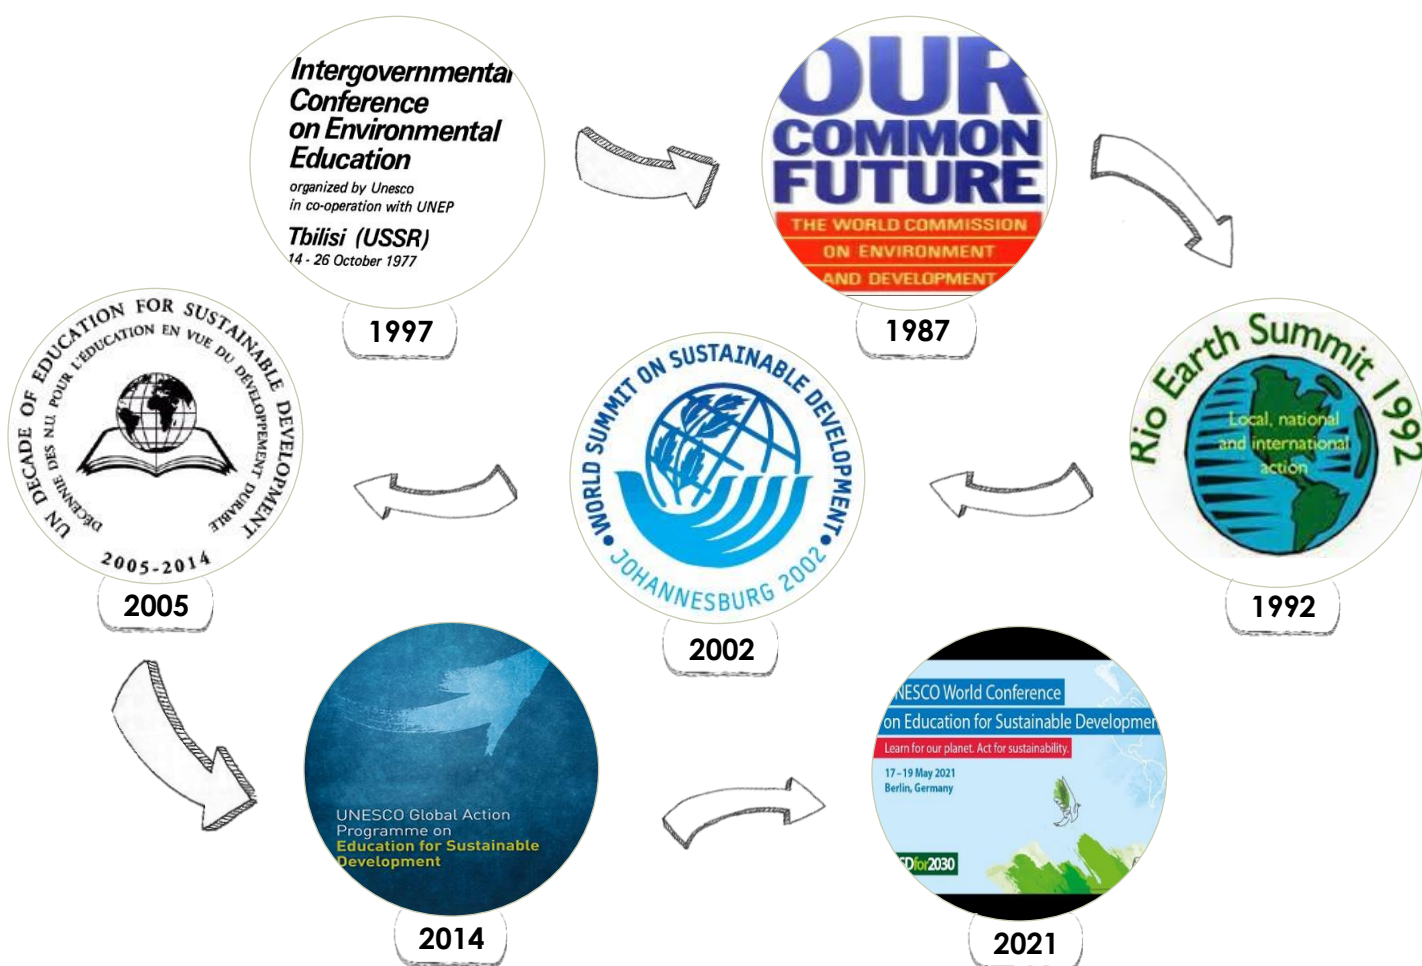 Intergovernmental
Conference
on Environmental
Education
organized by Unesco
in co-operation with UNEP
Tbilisi (USSR)
14 - 26 October 1977
1997
OUR
COMMON
FUTURE
THE WORLD COMMISSION
ON ENVIRONMENT
AND DEVELOPMENT
1987
Rio Earth Summit 1992
Local, national
and international
action
1992
WORLD SUMMIT ON SUSTAINABLE DEVELOPMENT
JOHANNESBURG 2002
2002
UN DECADE OF EDUCATION FOR SUSTAINABLE DEVELOPMENT
DÉCENNIE DES N.U. POUR L'ÉDUCATION EN VUE DU DÉVELOPPEMENT DURABLE
2005-2014
2005
UNESCO Global Action
Programme on
Education for Sustainable
Development
2014
NESCO World Conference
on Education for Sustainable Developmen
Learn for our planet. Act for sustainability.
17 – 19 May 2021
Berlin, Germany
SDfor2030
2021